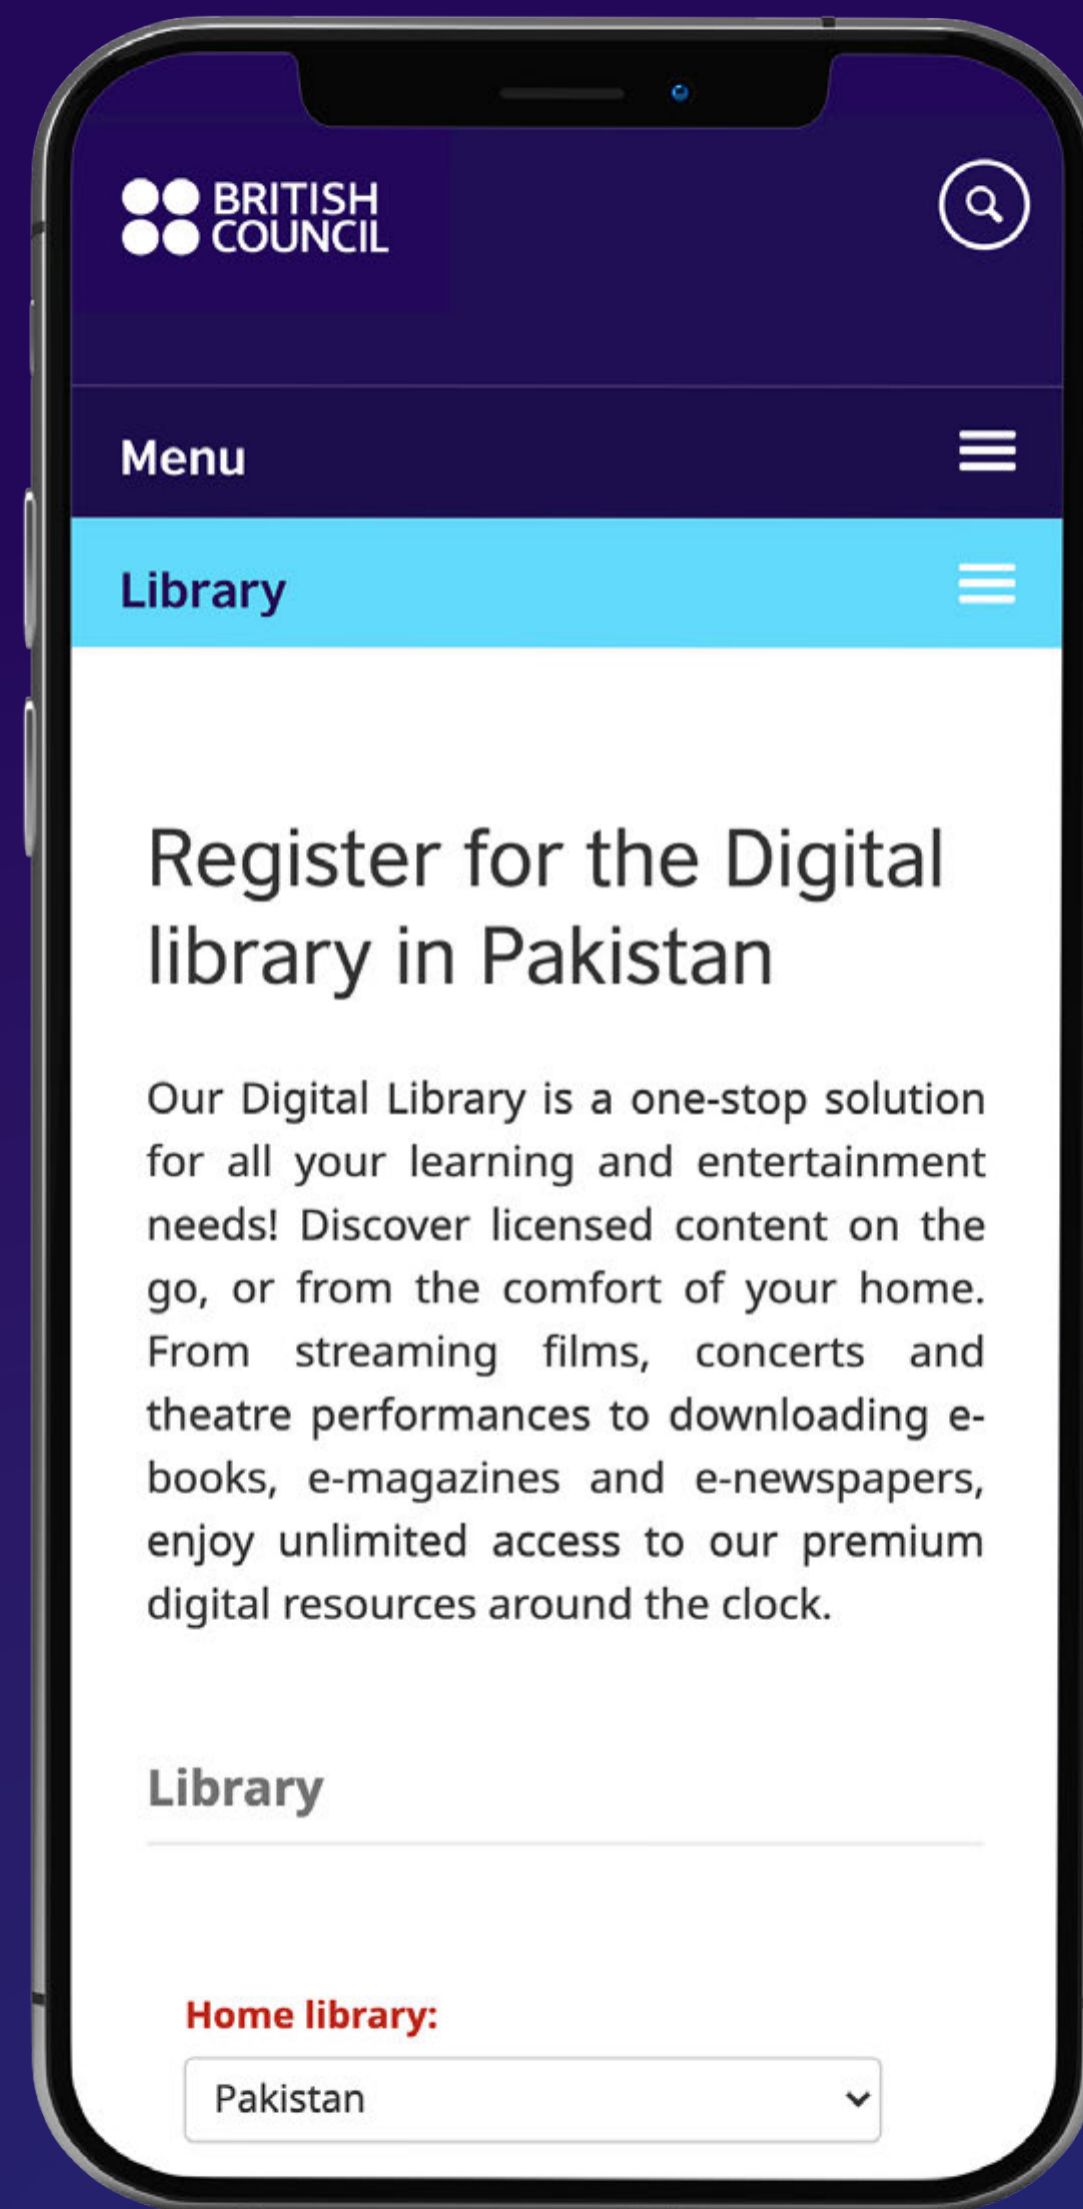 BRITISH
COUNCIL
Menu
Library
Register for the Digital
library in Pakistan
Our Digital Library is a one-stop solution
for all your learning and entertainment
needs! Discover licensed content on the
go, or from the comfort of your home.
From streaming films, concerts and
theatre performances to downloading e-
books, e-magazines and e-newspapers,
enjoy unlimited access to our premium
digital resources around the clock.
Library
Home library:
Pakistan